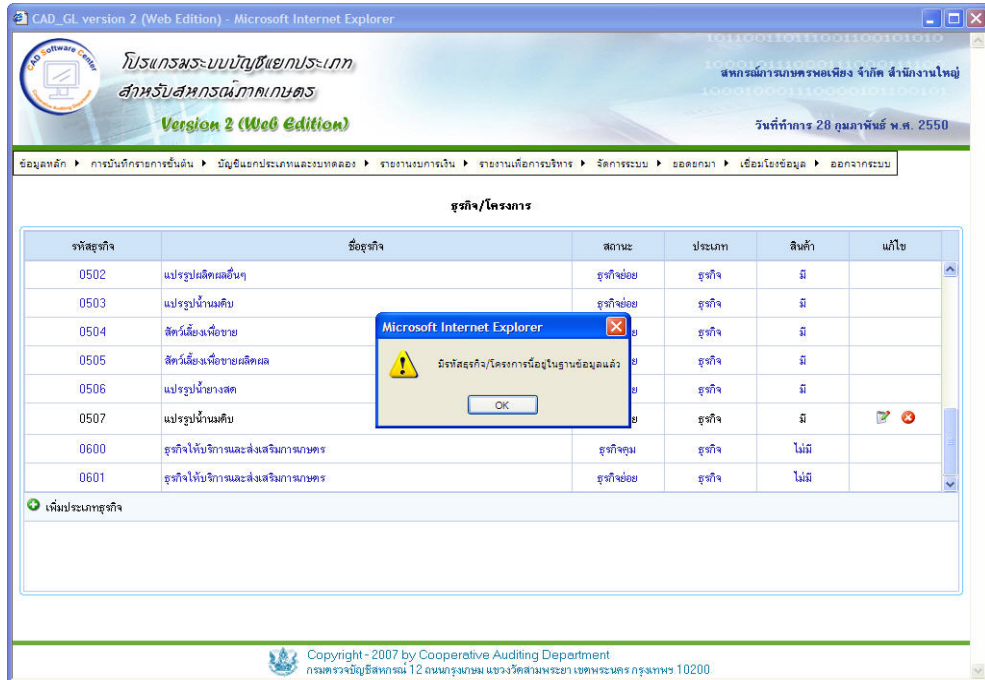 CAD_GL version 2 (Web Edition) - Microsoft Internet Explorer
CAD Software Center
Cooperative Auditing Department
โปรแกรมระบบบัญชีแยกประเภท
สำหรับสหกรณ์ภาคเกษตร
Version 2 (Web Edition)
สหกรณ์การเกษตรพอเพียง จำกัด สำนักงานใหญ่
วันที่ทำการ 28 กุมภาพันธ์ พ.ศ. 2550
ข้อมูลหลัก การบันทึกรายการขั้นต้น บัญชีแยกประเภทและงบทดลอง รายงานงบการเงิน รายงานเพื่อการบริหาร จัดการระบบ ยอดยกมา เชื่อมโยงข้อมูล ออกจากระบบ
ธุรกิจ/โครงการ
รหัสธุรกิจ ชื่อธุรกิจ สถานะ ประเภท สินค้า แก้ไข
0502 แปรรูปผลิตผลอื่นๆ ธุรกิจย่อย ธุรกิจ มี
0503 แปรรูปน้ำนมดิบ ธุรกิจย่อย ธุรกิจ มี
0504 สัตว์เลี้ยงเพื่อขาย ธุรกิจ มี
0505 สัตว์เลี้ยงเพื่อขายผลิตผล ธุรกิจ มี
0506 แปรรูปน้ำยางสด ธุรกิจ มี
0507 แปรรูปน้ำนมดิบ ธุรกิจ มี
0600 ธุรกิจให้บริการและส่งเสริมการเกษตร ธุรกิจคุม ธุรกิจ ไม่มี
0601 ธุรกิจให้บริการและส่งเสริมการเกษตร ธุรกิจย่อย ธุรกิจ ไม่มี
Microsoft Internet Explorer
มีรหัสธุรกิจ/โครงการนี้อยู่ในฐานข้อมูลแล้ว
OK
เพิ่มประเภทธุรกิจ
Copyright - 2007 by Cooperative Auditing Department
กรมตรวจบัญชีสหกรณ์ 12 ถนนกรุงเกษม แขวงวัดสามพระยา เขตพระนคร กรุงเทพฯ 10200